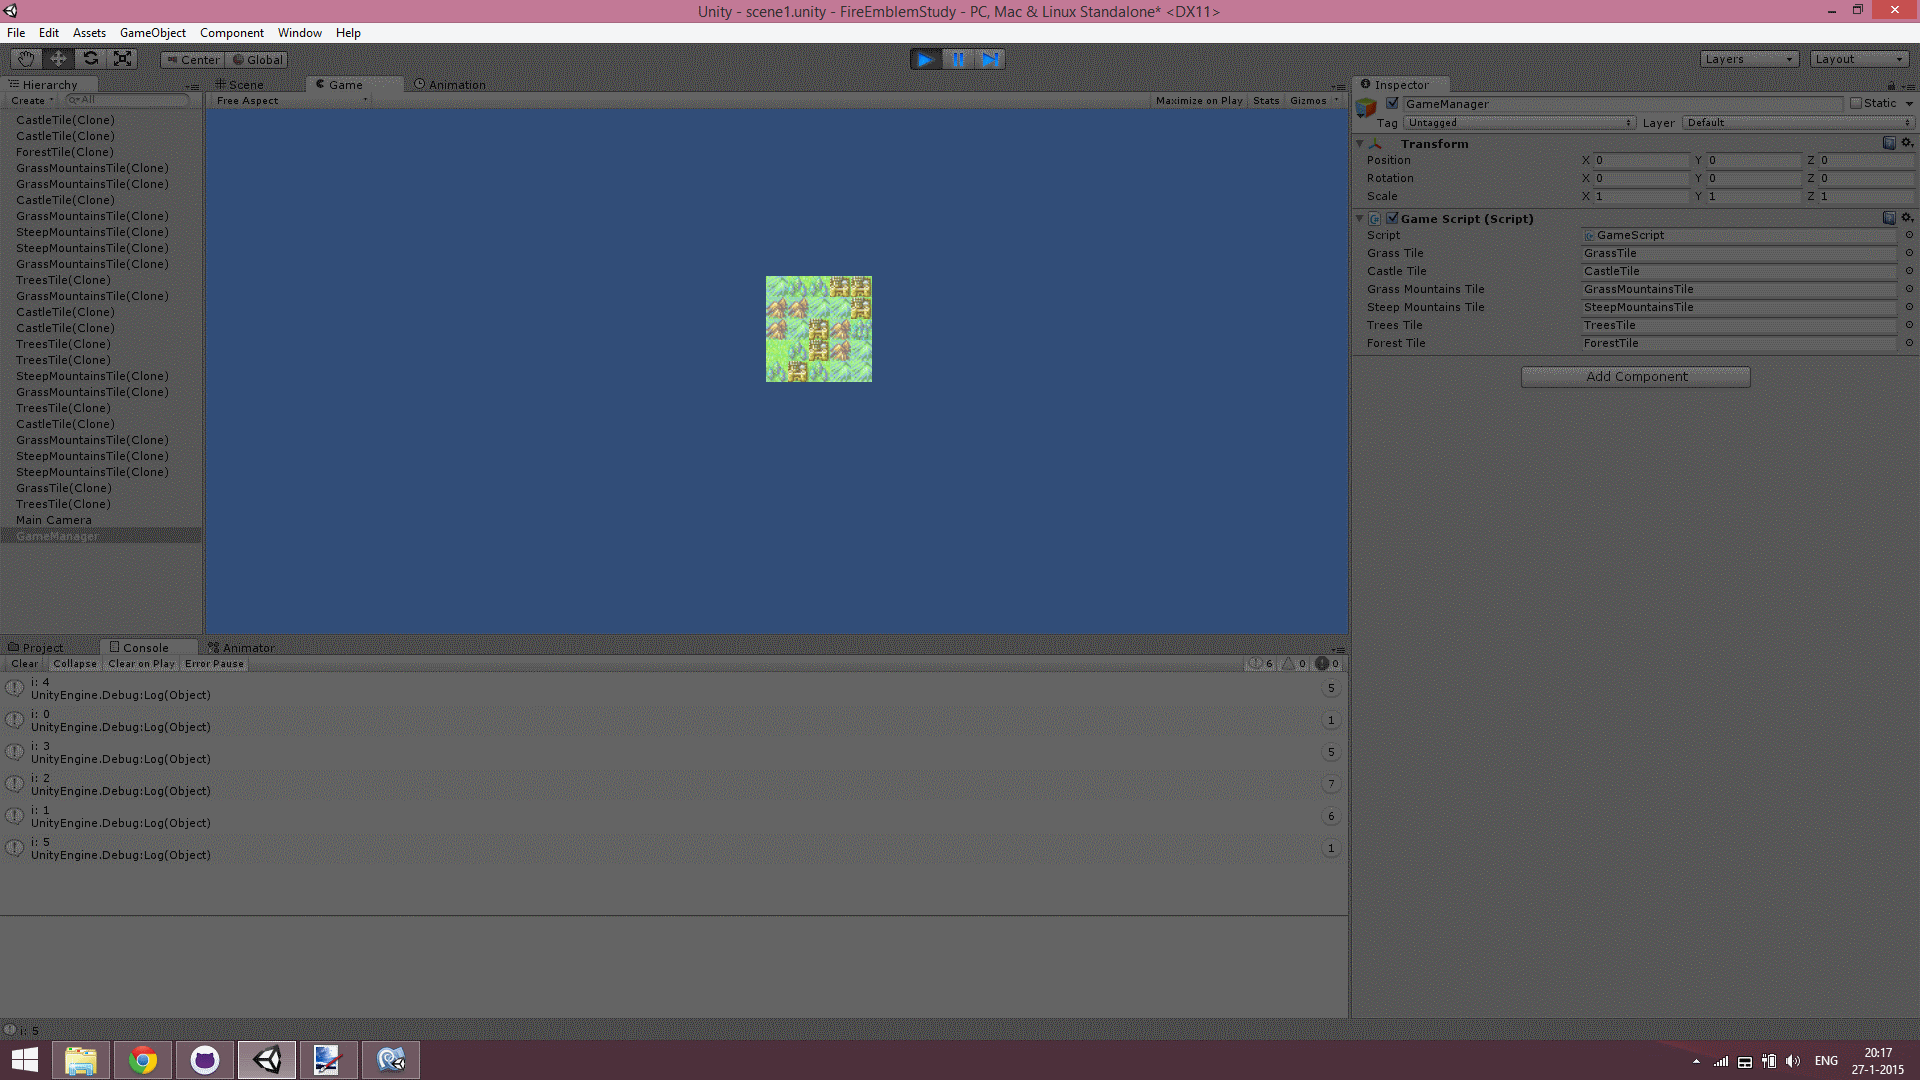 Unity - scene1.unity - FireEmblemStudy - PC, Mac & Linux Standalone* <DX11>
File Edit Assets GameObject Component Window Help
Center Global Layers Layout
Hierarchy Scene Game Animation Inspector
Create All Free Aspect Maximize on Play Stats Gizmos GameManager Static
Tag Untagged Layer Default
CastleTile(Clone)
CastleTile(Clone)
ForestTile(Clone)
GrassMountainsTile(Clone)
GrassMountainsTile(Clone)
CastleTile(Clone)
GrassMountainsTile(Clone)
SteepMountainsTile(Clone)
SteepMountainsTile(Clone)
GrassMountainsTile(Clone)
TreesTile(Clone)
GrassMountainsTile(Clone)
CastleTile(Clone)
CastleTile(Clone)
TreesTile(Clone)
TreesTile(Clone)
SteepMountainsTile(Clone)
GrassMountainsTile(Clone)
TreesTile(Clone)
CastleTile(Clone)
GrassMountainsTile(Clone)
SteepMountainsTile(Clone)
SteepMountainsTile(Clone)
GrassTile(Clone)
TreesTile(Clone)
Main Camera
GameManager
Transform
Position X 0 Y 0 Z 0
Rotation X 0 Y 0 Z 0
Scale X 1 Y 1 Z 1
Game Script (Script)
Script GameScript
Grass Tile GrassTile
Castle Tile CastleTile
Grass Mountains Tile GrassMountainsTile
Steep Mountains Tile SteepMountainsTile
Trees Tile TreesTile
Forest Tile ForestTile
Add Component
Project Console Animator
Clear Collapse Clear on Play Error Pause 6 0 0
i: 4
UnityEngine.Debug:Log(Object) 5
i: 0
UnityEngine.Debug:Log(Object) 1
i: 3
UnityEngine.Debug:Log(Object) 5
i: 2
UnityEngine.Debug:Log(Object) 7
i: 1
UnityEngine.Debug:Log(Object) 6
i: 5
UnityEngine.Debug:Log(Object) 1
i: 5
ENG
20:17
27-1-2015